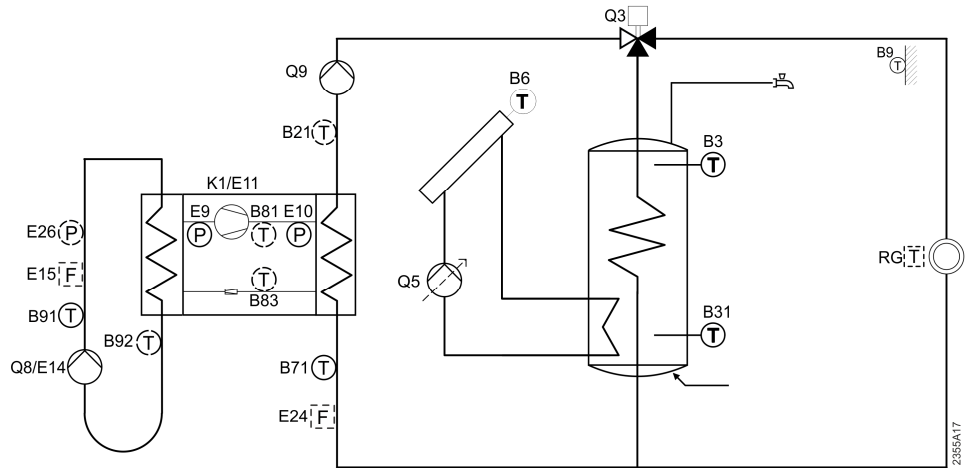 Q3
B9
T
Q9
B6
T
B21
T
B3
T
K1/E11
E9
B81
E10
P
T
P
E26
P
RG
T
T
E15
F
Q5
B83
B91
T
B92
T
B31
T
Q8/E14
B71
T
E24
F
2355A17